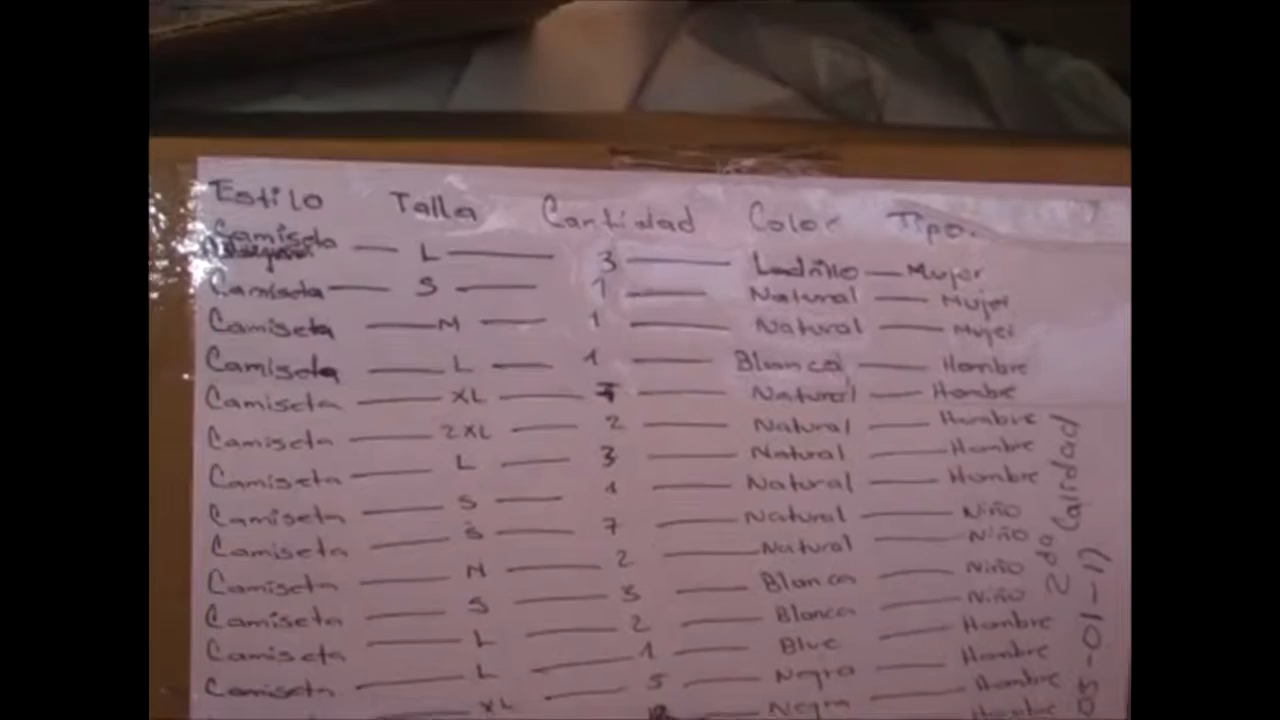 Estilo Talla Cantidad Color Tipo.
Camiseta — L — 3 — Ladrillo — Mujer
Camiseta — S — 1 — Natural — Mujer
Camiseta — M — 1 — Natural — Mujer
Camiseta — L — 1 — Blanca — Hombre
Camiseta — XL — 7 — Natural — Hombre
Camiseta — 2XL — 2 — Natural — Hombre
Camiseta — L — 3 — Natural — Hombre
Camiseta — S — 1 — Natural — Hombre
Camiseta — S — 7 — Natural — Niño
Camiseta — M — 2 — Natural — Niño
Camiseta — S — 3 — Blanca — Niño
Camiseta — L — 2 — Blanca — Niño
Camiseta — L — 1 — Blue — Hombre
XL — 5 — Negra — Hombre
Negra — Hombre
Hombre
2da Calidad
05-01-17